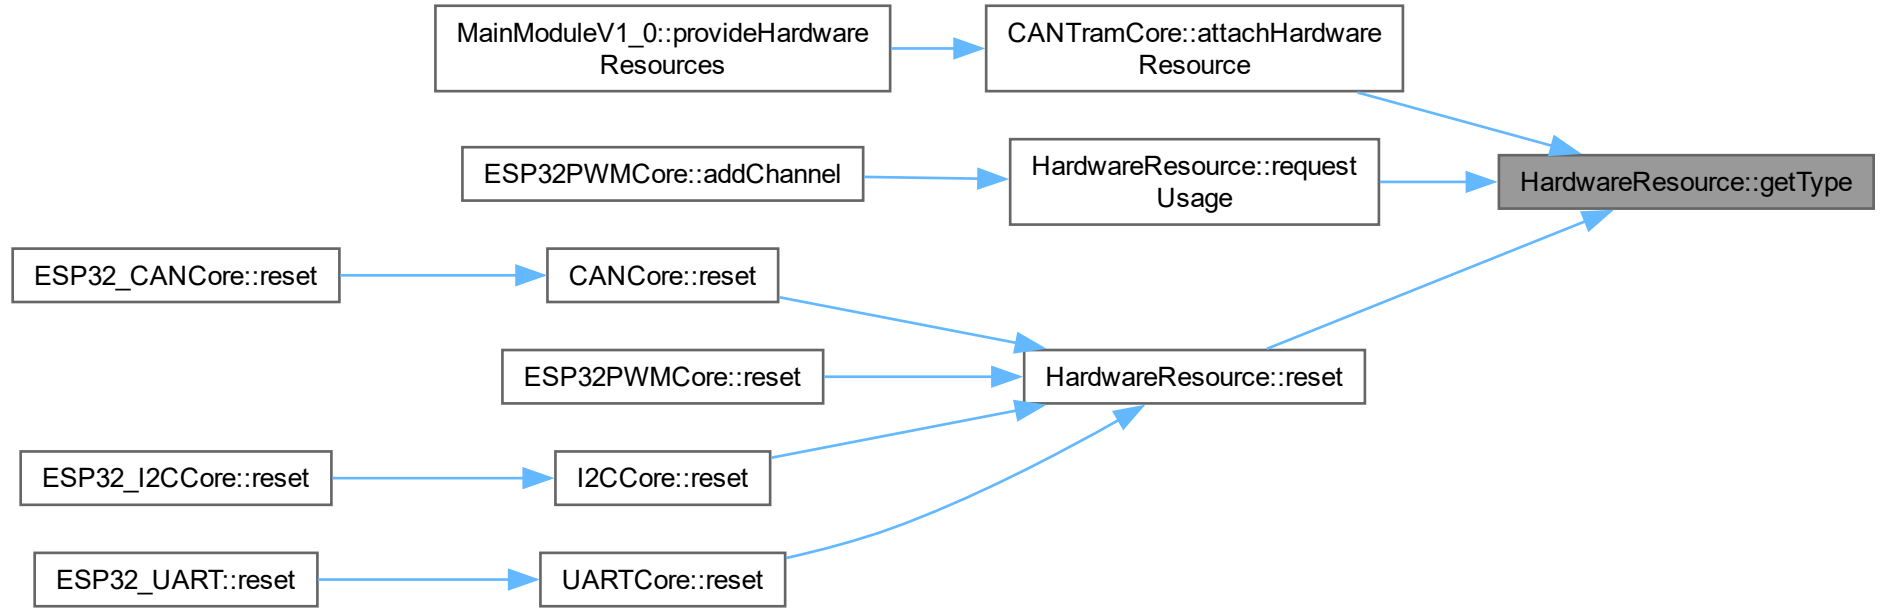 MainModuleV1_0::provideHardware
Resources
CANTramCore::attachHardware
Resource
ESP32PWMCore::addChannel
HardwareResource::request
Usage
HardwareResource::getType
ESP32_CANCore::reset
CANCore::reset
ESP32PWMCore::reset
HardwareResource::reset
ESP32_I2CCore::reset
I2CCore::reset
ESP32_UART::reset
UARTCore::reset